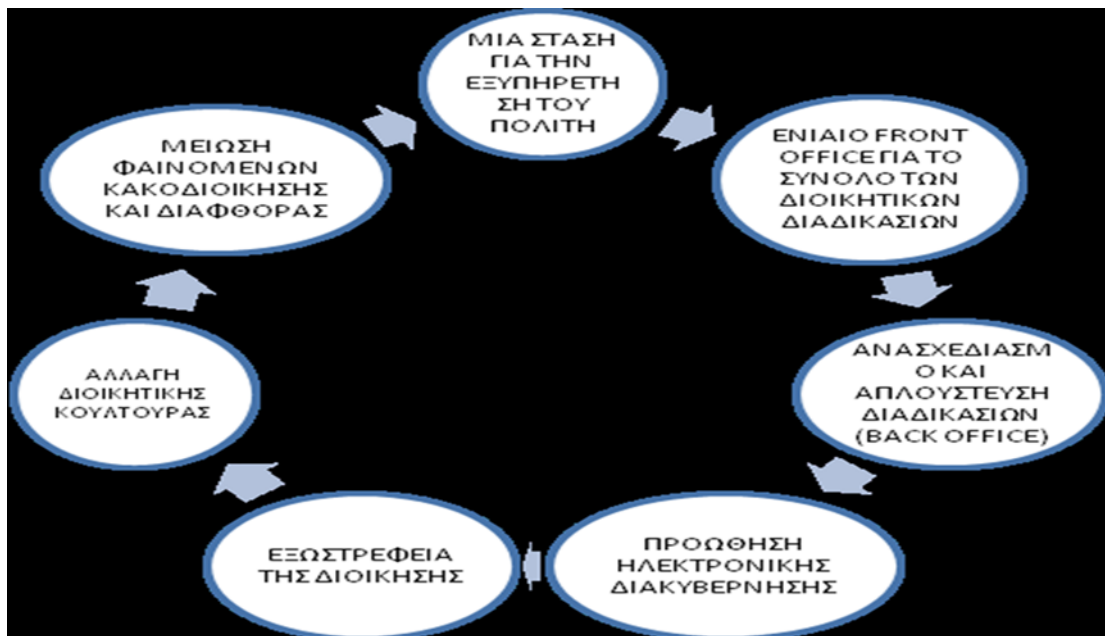 ΜΙΑ ΣΤΑΣΗ
ΓΙΑ ΤΗΝ
ΕΞΥΠΗΡΕΤΗ
ΣΗ ΤΟΥ
ΠΟΛΙΤΗ
ΕΝΙΑΙΟ FRONT
OFFICE ΓΙΑ ΤΟ
ΣΥΝΟΛΟ ΤΩΝ
ΔΙΟΙΚΗΤΙΚΩΝ
ΔΙΑΔΙΚΑΣΙΩΝ
ΑΝΑΣΧΕΔΙΑΣΜ
Ο ΚΑΙ
ΑΠΛΟΥΣΤΕΥΣΗ
ΔΙΑΔΙΚΑΣΙΩΝ
(BACK OFFICE)
ΠΡΟΩΘΗΣΗ
ΗΛΕΚΤΡΟΝΙΚΗΣ
ΔΙΑΚΥΒΕΡΝΗΣΗΣ
ΕΞΩΣΤΡΕΦΕΙΑ
ΤΗΣ ΔΙΟΙΚΗΣΗΣ
ΑΛΛΑΓΗ
ΔΙΟΙΚΗΤΙΚΗΣ
ΚΟΥΛΤΟΥΡΑΣ
ΜΕΙΩΣΗ
ΦΑΙΝΟΜΕΝΩΝ
ΚΑΚΟΔΙΟΙΚΗΣΗΣ
ΚΑΙ ΔΙΑΦΘΟΡΑΣ